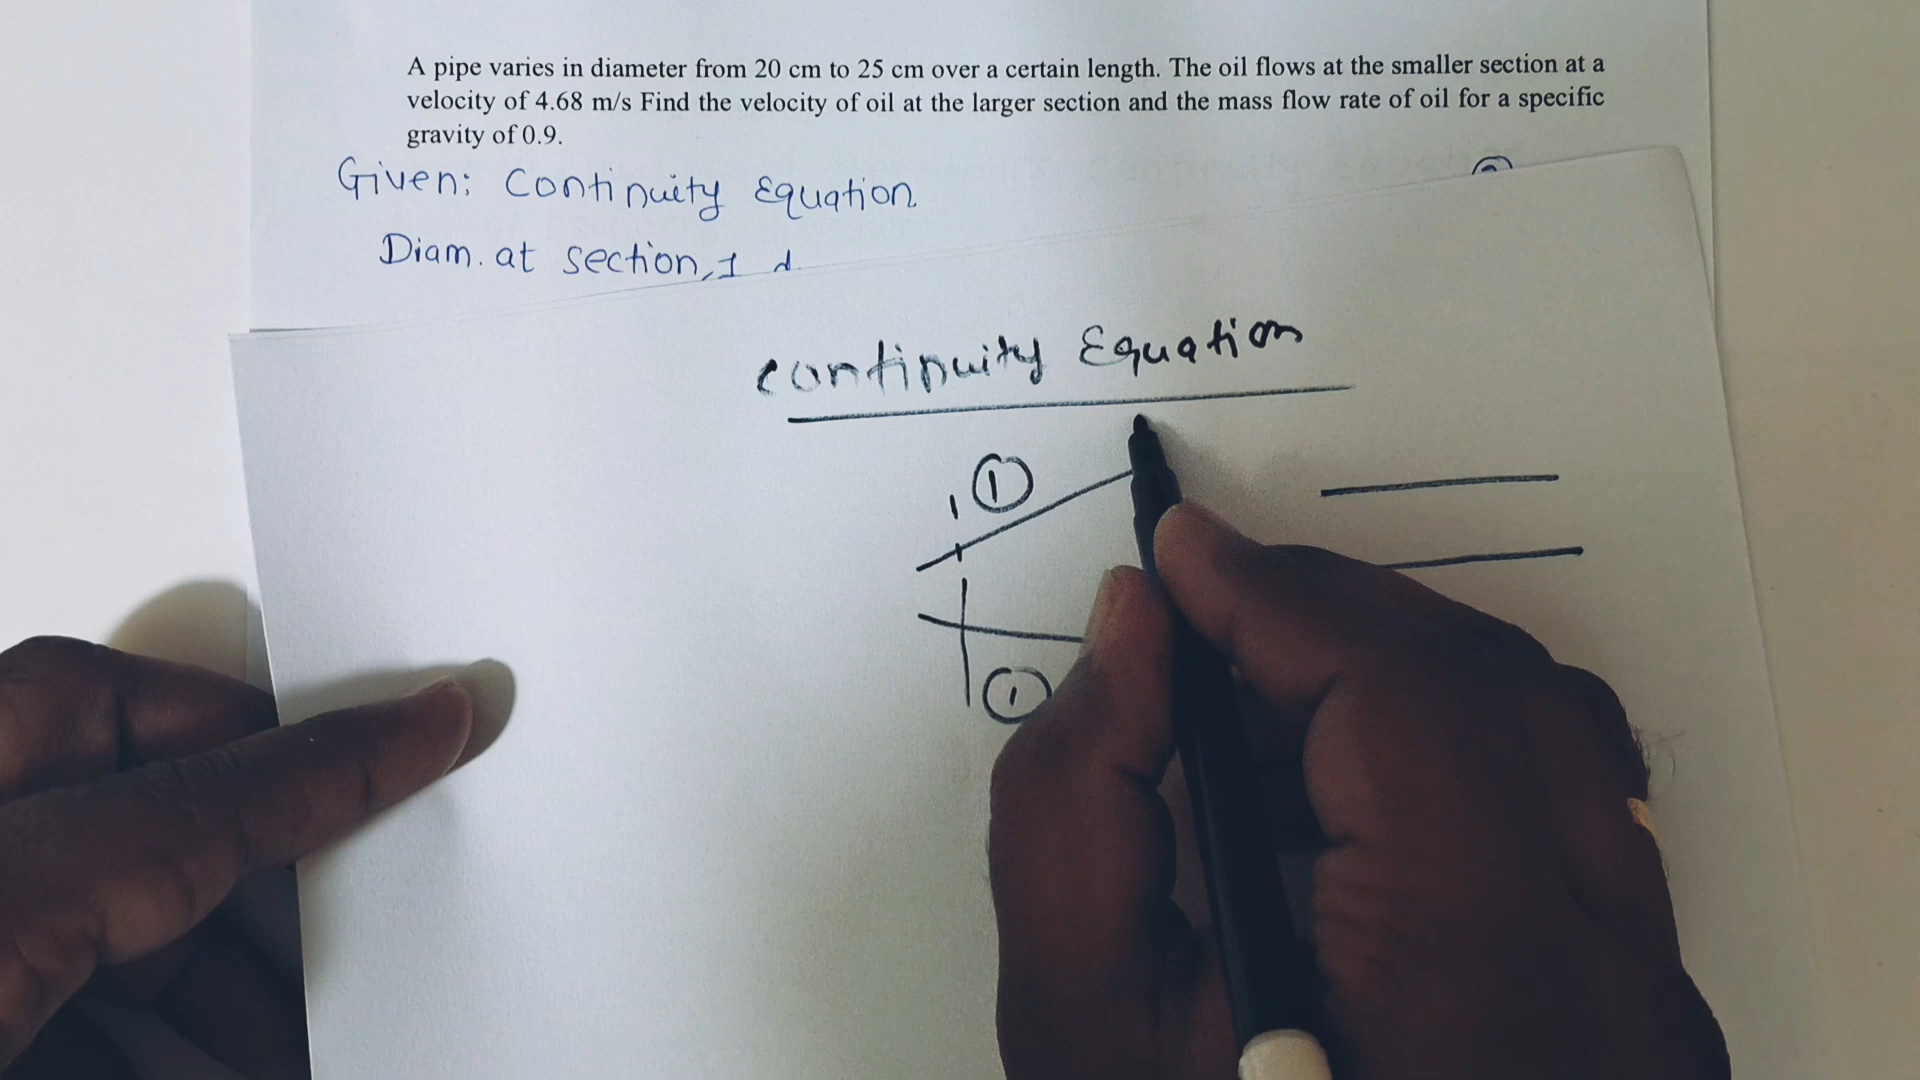 A pipe varies in diameter from 20 cm to 25 cm over a certain length. The oil flows at the smaller section at a
velocity of 4.68 m/s Find the velocity of oil at the larger section and the mass flow rate of oil for a specific
gravity of 0.9.
Given: Continuity Equation
Diam. at section, 1 d
continuity Equation
1
1